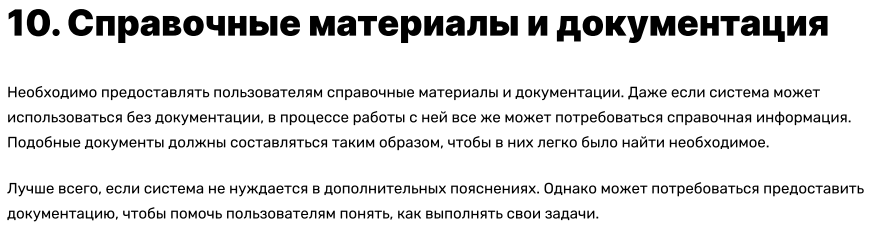 10. Справочные материалы и документация
Необходимо предоставлять пользователям справочные материалы и документации. Даже если система может
использоваться без документации, в процессе работы с ней все же может потребоваться справочная информация.
Подобные документы должны составляться таким образом, чтобы в них легко было найти необходимое.
Лучше всего, если система не нуждается в дополнительных пояснениях. Однако может потребоваться предоставить
документацию, чтобы помочь пользователям понять, как выполнять свои задачи.